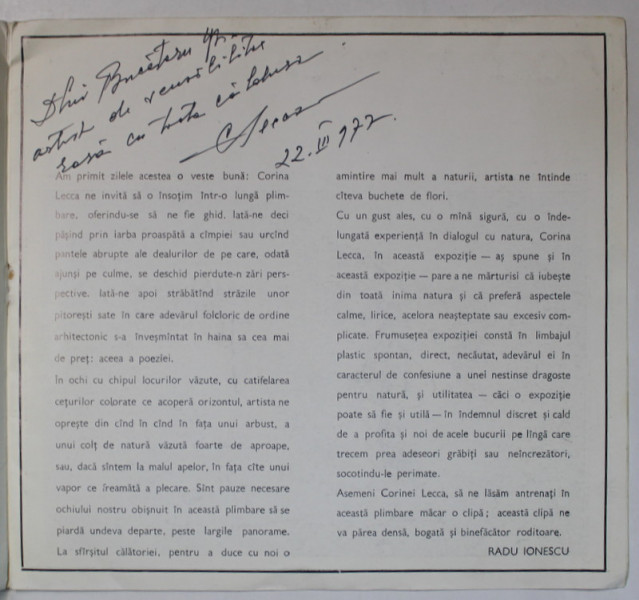 Dlui
artist de
cu
CLecca
22.III 972.
Am primit zilele acestea o veste bună: Corina
Lecca ne invită să o însoțim într-o lungă plim-
bare, oferindu-se să ne fie ghid. Iată-ne deci
pășind prin iarba proaspătă a cîmpiei sau urcînd
pantele abrupte ale dealurilor de pe care, odată
ajunși pe culme, se deschid pierdute-n zări pers-
pective. Iată-ne apoi străbătînd străzile unor
pitorești sate în care adevărul folcloric de ordine
arhitectonic s-a înveșmîntat în haina sa cea mai
de preț: aceea a poeziei.
În ochi cu chipul locurilor văzute, cu catifelarea
cețurilor colorate ce acoperă orizontul, artista ne
oprește din cînd în cînd în fața unui arbust, a
unui colț de natură văzută foarte de aproape,
sau, dacă sîntem la malul apelor, în fața cîte unui
vapor ce freamătă a plecare. Sînt pauze necesare
ochiului nostru obișnuit în această plimbare să se
piardă undeva departe, peste largile panorame.
La sfîrșitul călătoriei, pentru a duce cu noi o
amintire mai mult a naturii, artista ne întinde
cîteva buchete de flori.
Cu un gust ales, cu o mînă sigură, cu o înde-
lungată experiență în dialogul cu natura, Corina
Lecca, în această expoziție — aș spune și în
această expoziție — pare a ne mărturisi că iubește
din toată inima natura și că preferă aspectele
calme, lirice, acelora neașteptate sau excesiv com-
plicate. Frumusețea expoziției constă în limbajul
plastic spontan, direct, necăutat, adevărul ei în
caracterul de confesiune a unei nestinse dragoste
pentru natură, și utilitatea — căci o expoziție
poate să fie și utilă — în îndemnul discret și cald
de a profita și noi de acele bucurii pe lîngă care
trecem prea adeseori grăbiți sau neîncrezători,
socotindu-le perimate.
Asemeni Corinei Lecca, să ne lăsăm antrenați în
această plimbare măcar o clipă; această clipă ne
va părea densă, bogată și binefăcător roditoare.
RADU IONESCU